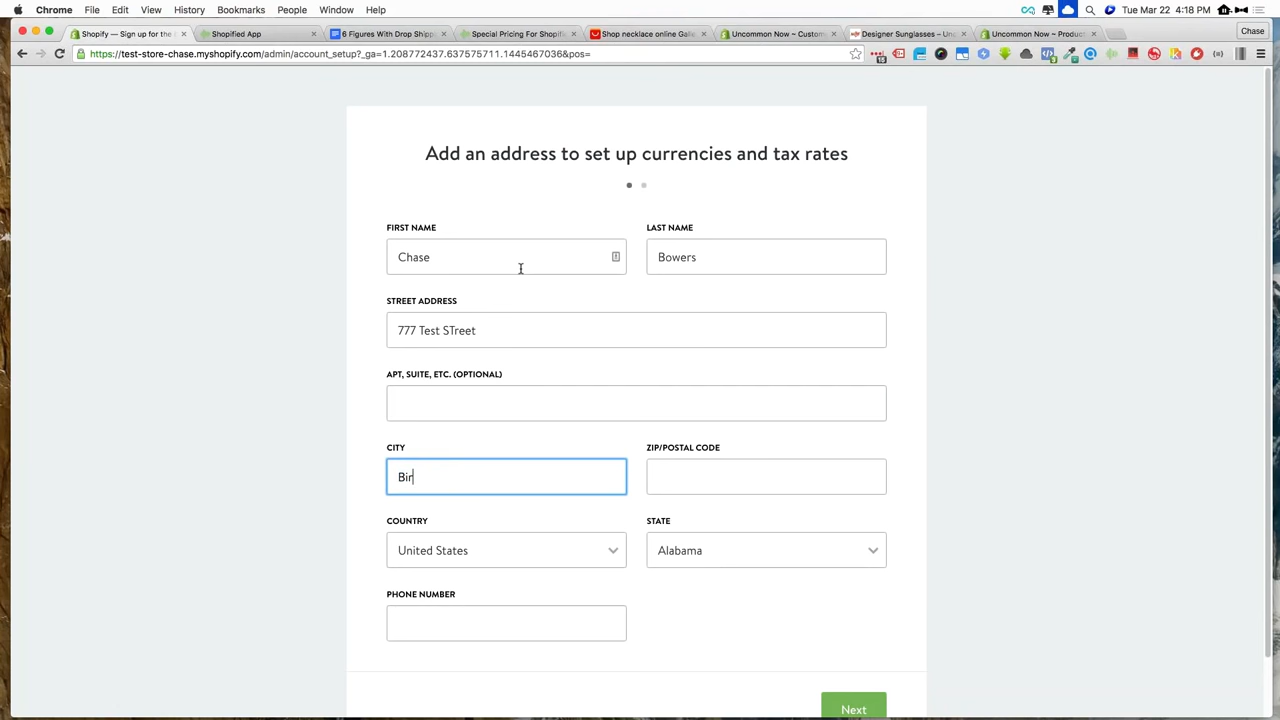 Chrome File Edit View History Bookmarks People Window Help Tue Mar 22 4:18 PM
Shopify — Sign up for the Shopified App 6 Figures With Drop Shipp Special Pricing For Shopifi Shop necklace online Galle Uncommon Now ~ Custom Designer Sunglasses – Un Uncommon Now ~ Product Chase
https://test-store-chase.myshopify.com/admin/account_setup?_ga=1.208772437.637575711.1445467036&pos=
Add an address to set up currencies and tax rates
FIRST NAME LAST NAME
Chase Bowers
STREET ADDRESS
777 Test STreet
APT, SUITE, ETC. (OPTIONAL)
CITY ZIP/POSTAL CODE
Bir
COUNTRY STATE
United States Alabama
PHONE NUMBER
Next